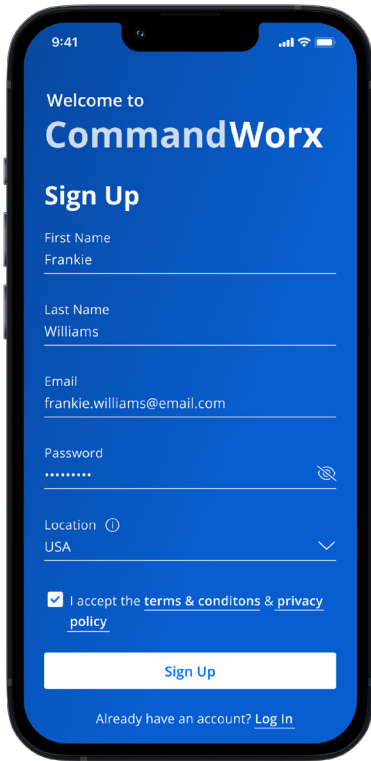 9:41
Welcome to
CommandWorx
Sign Up
First Name
Frankie
Last Name
Williams
Email
frankie.williams@email.com
Password
•••••••••
Location ⓘ
USA
I accept the terms & conditons & privacy
policy
Sign Up
Already have an account? Log In